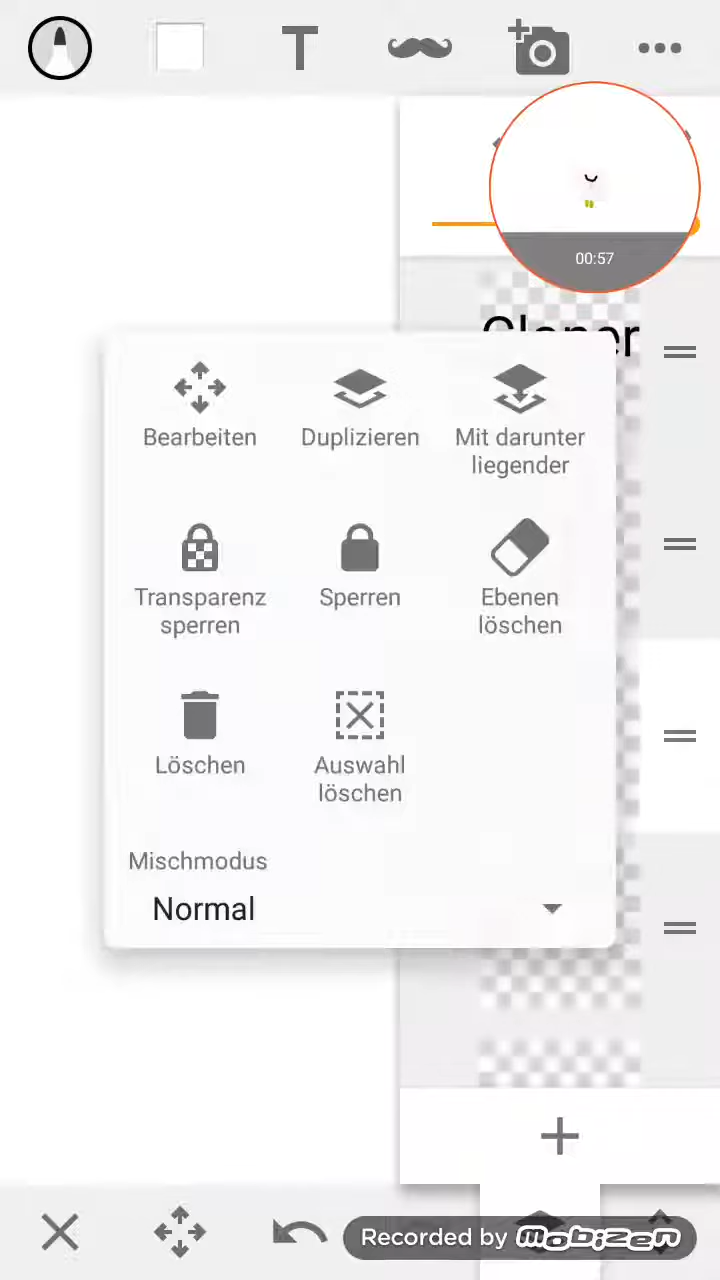 T
00:57
Bearbeiten
Duplizieren
Mit darunter
liegender
Transparenz
sperren
Sperren
Ebenen
löschen
Löschen
Auswahl
löschen
Mischmodus
Normal
Recorded by Mobizen